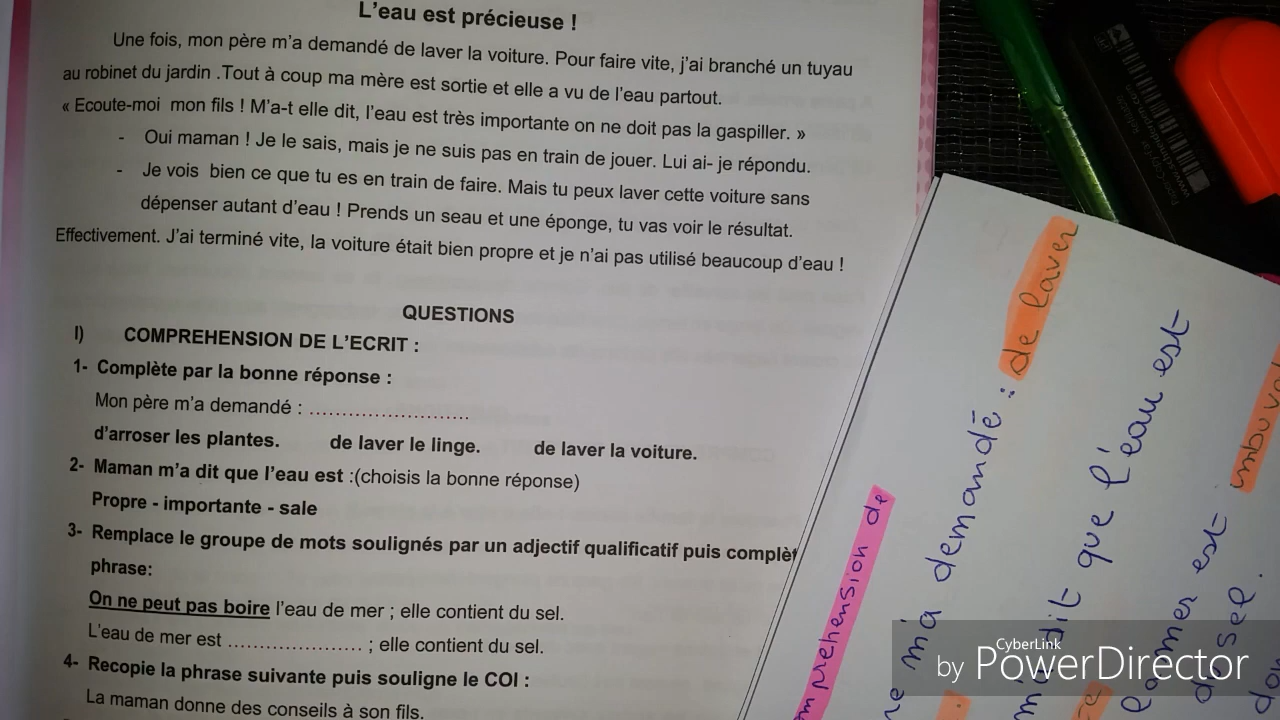 L'eau est précieuse !
Une fois, mon père m'a demandé de laver la voiture. Pour faire vite, j'ai branché un tuyau
au robinet du jardin .Tout à coup ma mère est sortie et elle a vu de l'eau partout.
« Ecoute-moi mon fils ! M'a-t elle dit, l'eau est très importante on ne doit pas la gaspiller. »
- Oui maman ! Je le sais, mais je ne suis pas en train de jouer. Lui ai- je répondu.
- Je vois bien ce que tu es en train de faire. Mais tu peux laver cette voiture sans
dépenser autant d'eau ! Prends un seau et une éponge, tu vas voir le résultat.
Effectivement. J'ai terminé vite, la voiture était bien propre et je n'ai pas utilisé beaucoup d'eau !
QUESTIONS
I) COMPREHENSION DE L'ECRIT :
1- Complète par la bonne réponse :
Mon père m'a demandé : ........................
d'arroser les plantes. de laver le linge. de laver la voiture.
2- Maman m'a dit que l'eau est :(choisis la bonne réponse)
Propre - importante - sale
3- Remplace le groupe de mots soulignés par un adjectif qualificatif puis complèt
phrase:
On ne peut pas boire l'eau de mer ; elle contient du sel.
L'eau de mer est ..................... ; elle contient du sel.
4- Recopie la phrase suivante puis souligne le COI :
La maman donne des conseils à son fils.
mpréhension de
m'a demandé : de laver
dit que l'eau est
mer est
de sel.
CyberLink
by PowerDirector